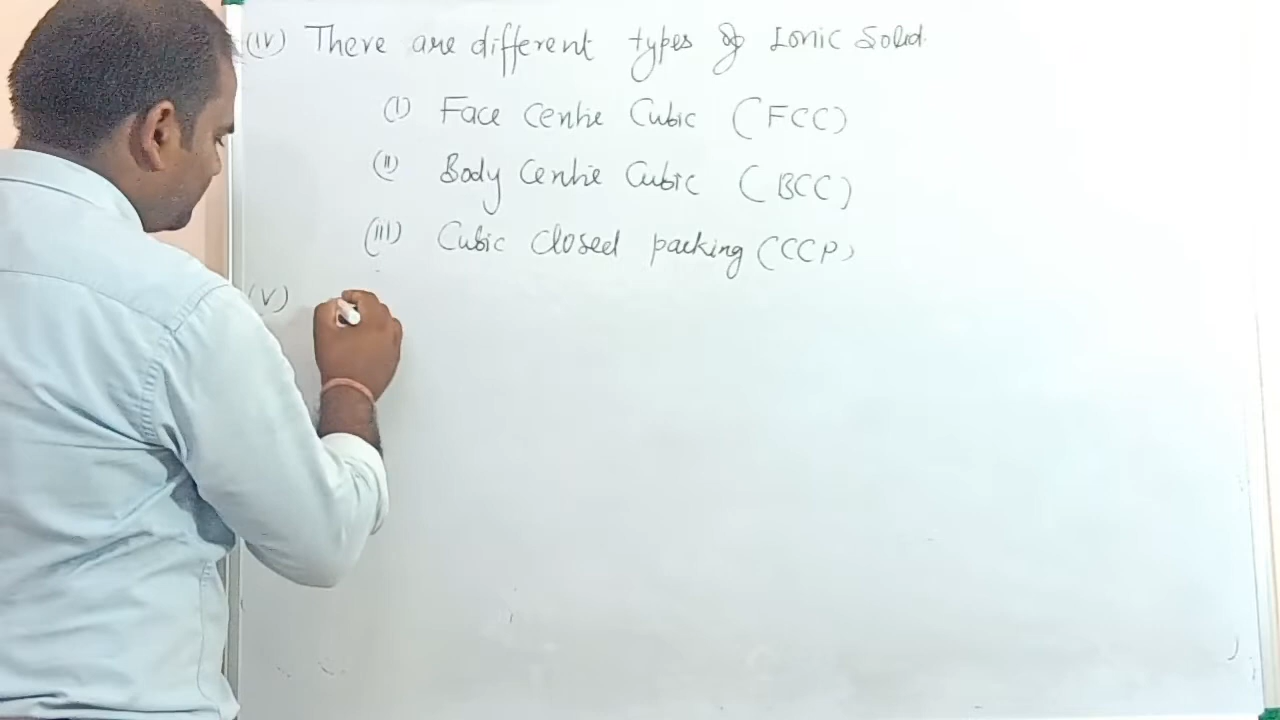 (IV) There are different types of Ionic Solid.
(I) Face Centre Cubic (FCC)
(II) Body Centre Cubic (BCC)
(III) Cubic Closed packing (CCP)
(V)